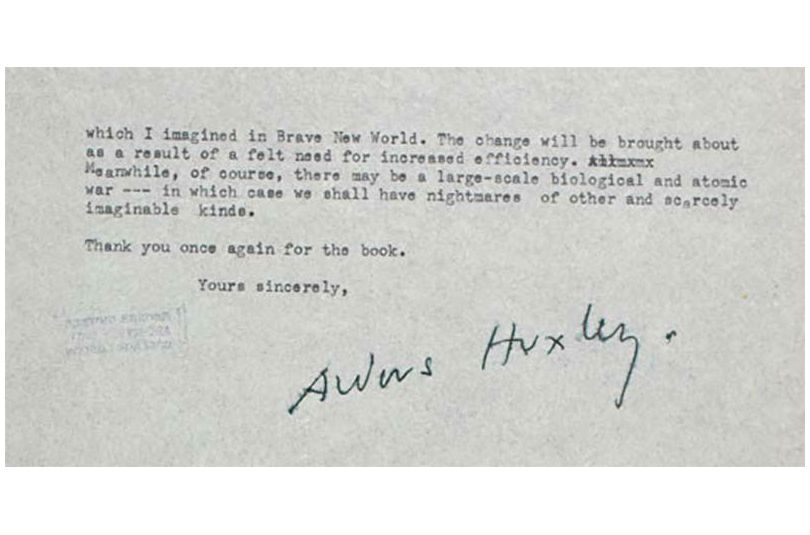 which I imagined in Brave New World. The change will be brought about
as a result of a felt need for increased efficiency.
Meanwhile, of course, there may be a large-scale biological and atomic
war --- in which case we shall have nightmares of other and scarcely
imaginable kinds.
Thank you once again for the book.
Yours sincerely,
Aldous Huxley.